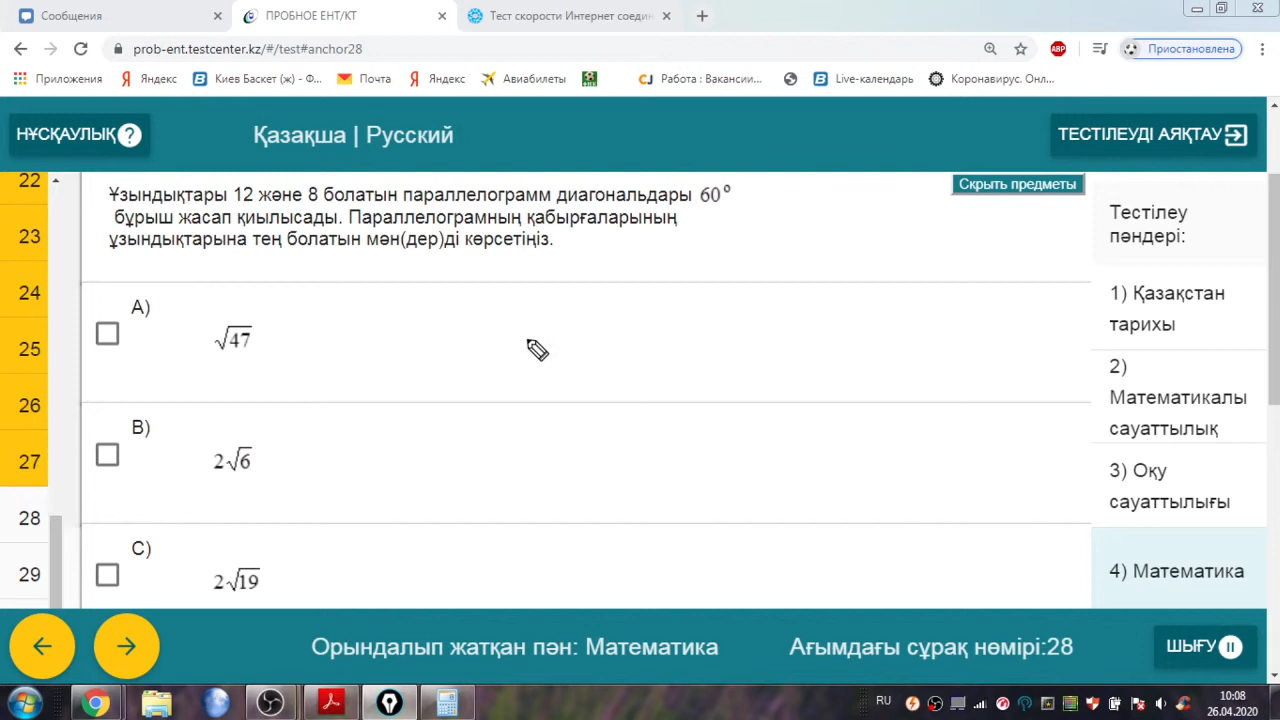 Сообщения
ПРОБНОЕ ЕНТ/КТ
Тест скорости Интернет соедин
prob-ent.testcenter.kz/#/test#anchor28
ABP
Приостановлена
Приложения
Яндекс
Киев Баскет (ж) - Ф...
Почта
Яндекс
Авиабилеты
Работа : Вакансии...
Live-календарь
Коронавирус. Онл...
НҰСҚАУЛЫҚ ?
Қазақша | Русский
ТЕСТІЛЕУДІ АЯҚТАУ
22
23
24
25
26
27
28
29
Ұзындықтары 12 және 8 болатын параллелограмм диагональдары 60°
бұрыш жасап қиылысады. Параллелограмның қабырғаларының
ұзындықтарына тең болатын мән(дер)ді көрсетіңіз.
Скрыть предметы
A)
√47
B)
2√6
C)
2√19
Тестілеу
пәндері:
1) Қазақстан
тарихы
2)
Математикалы
сауаттылық
3) Оқу
сауаттылығы
4) Математика
Орындалып жатқан пән: Математика
Ағымдағы сұрақ нөмірі:28
ШЫҒУ
RU
10:08
26.04.2020